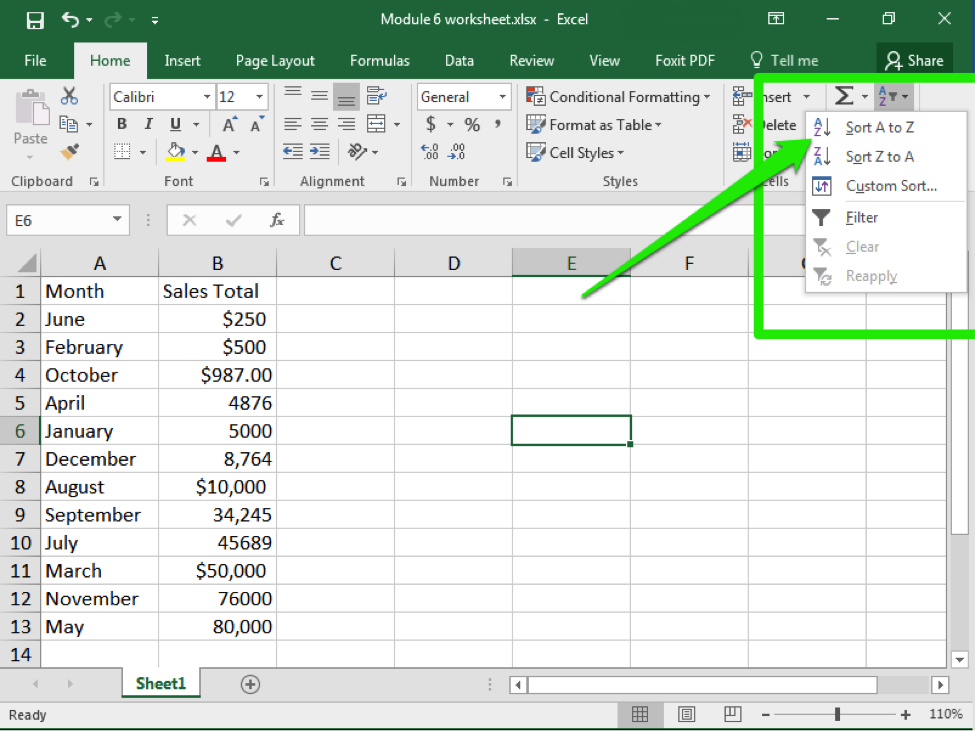 Module 6 worksheet.xlsx - Excel
File Home Insert Page Layout Formulas Data Review View Foxit PDF Tell me Share
Calibri 12 General Conditional Formatting
Paste B I U A A $ % , Format as Table Delete
A .00 .0 Cell Styles
Clipboard Font Alignment Number Styles
Σ
Sort A to Z
Sort Z to A
Custom Sort...
Filter
Clear
Reapply
E6 fx
A B C D E F
1 Month Sales Total
2 June $250
3 February $500
4 October $987.00
5 April 4876
6 January 5000
7 December 8,764
8 August $10,000
9 September 34,245
10 July 45689
11 March $50,000
12 November 76000
13 May 80,000
14
Sheet1
Ready 110%